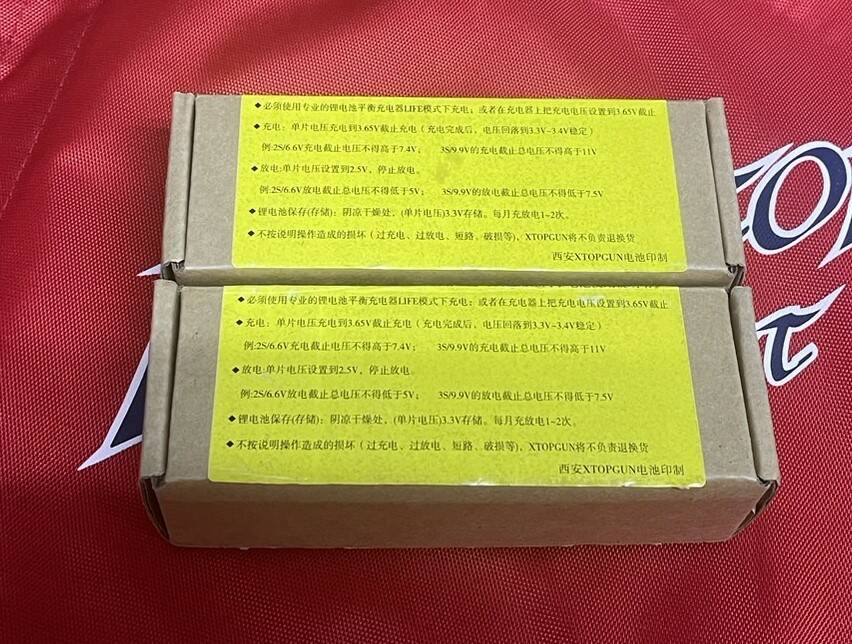 ◆必须使用专业的锂电池平衡充电器LIFE模式下充电；或者在充电器上把充电电压设置到3.65V截止
◆充电：单片电压充电到3.65V截止充电（充电完成后，电压回落到3.3V~3.4V稳定）
例:2S/6.6V充电截止电压不得高于7.4V； 3S/9.9V的充电截止总电压不得高于11V
◆放电:单片电压设置到2.5V，停止放电。
例:2S/6.6V放电截止总电压不得低于5V； 3S/9.9V的放电截止总电压不得低于7.5V
◆锂电池保存(存储)：阴凉干燥处，(单片电压)3.3V存储。每月充放电1~2次。
◆不按说明操作造成的损坏（过充电、过放电、短路、破损等)，XTOPGUN将不负责退换货
西安XTOPGUN电池印制
◆必须使用专业的锂电池平衡充电器LIFE模式下充电；或者在充电器上把充电电压设置到3.65V截止
◆充电：单片电压充电到3.65V截止充电（充电完成后，电压回落到3.3V~3.4V稳定）
例:2S/6.6V充电截止电压不得高于7.4V； 3S/9.9V的充电截止总电压不得高于11V
◆放电:单片电压设置到2.5V，停止放电。
例:2S/6.6V放电截止总电压不得低于5V； 3S/9.9V的放电截止总电压不得低于7.5V
◆锂电池保存(存储)：阴凉干燥处，(单片电压)3.3V存储。每月充放电1~2次。
◆不按说明操作造成的损坏（过充电、过放电、短路、破损等)，XTOPGUN将不负责退换货
西安XTOPGUN电池印制